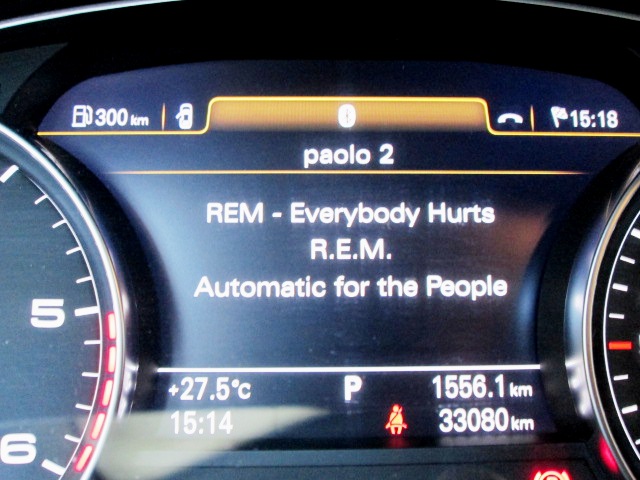 300 km
15:18
paolo 2
REM - Everybody Hurts
R.E.M.
Automatic for the People
5
6
+27.5°C P 1556.1 km
15:14 33080 km